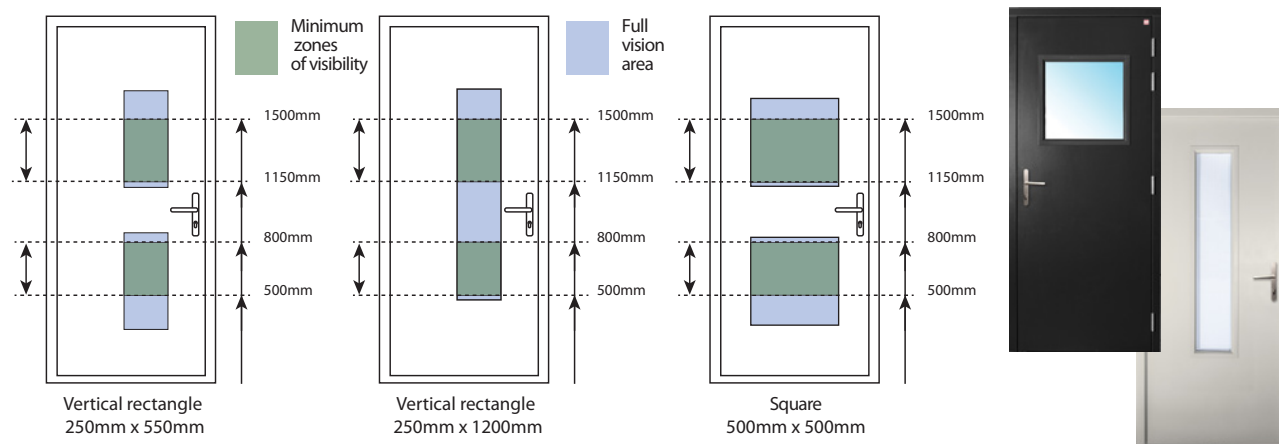 Minimum
zones
of visibility
Full
vision
area
1500mm
1150mm
800mm
500mm
Vertical rectangle
250mm x 550mm
1500mm
1150mm
800mm
500mm
Vertical rectangle
250mm x 1200mm
1500mm
1150mm
800mm
500mm
Square
500mm x 500mm